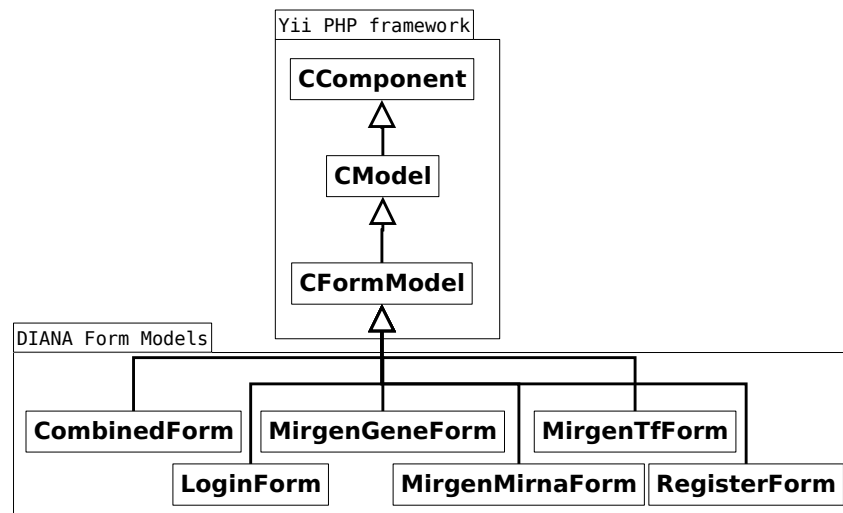 Yii PHP framework
CComponent
CModel
CFormModel
DIANA Form Models
CombinedForm
MirgenGeneForm
MirgenTfForm
LoginForm
MirgenMirnaForm
RegisterForm